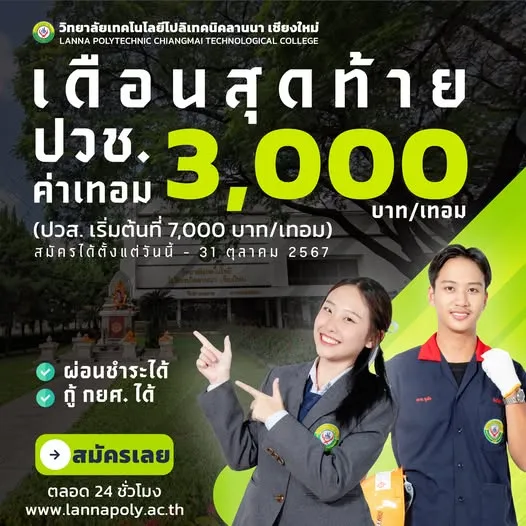 วิทยาลัยเทคโนโลยีโปลิเทคนิคลานนา เชียงใหม่
LANNA POLYTECHNIC CHIANGMAI TECHNOLOGICAL COLLEGE
เดือนสุดท้าย
ปวช.
ค่าเทอม 3,000
บาท/เทอม
(ปวส. เริ่มต้นที่ 7,000 บาท/เทอม)
สมัครได้ตั้งแต่วันนี้ - 31 ตุลาคม 2567
ผ่อนชำระได้
กู้ กยศ. ได้
สมัครเลย
ตลอด 24 ชั่วโมง
www.lannapoly.ac.th